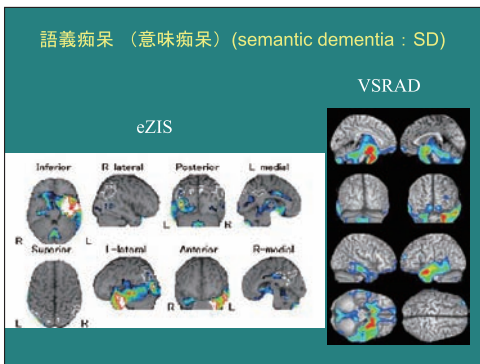 語義痴呆 (意味痴呆) (semantic dementia：SD)
VSRAD
eZIS
Inferior R lateral Posterior L medial
R L L
Superior L-lateral Anterior R-medial
L R R L